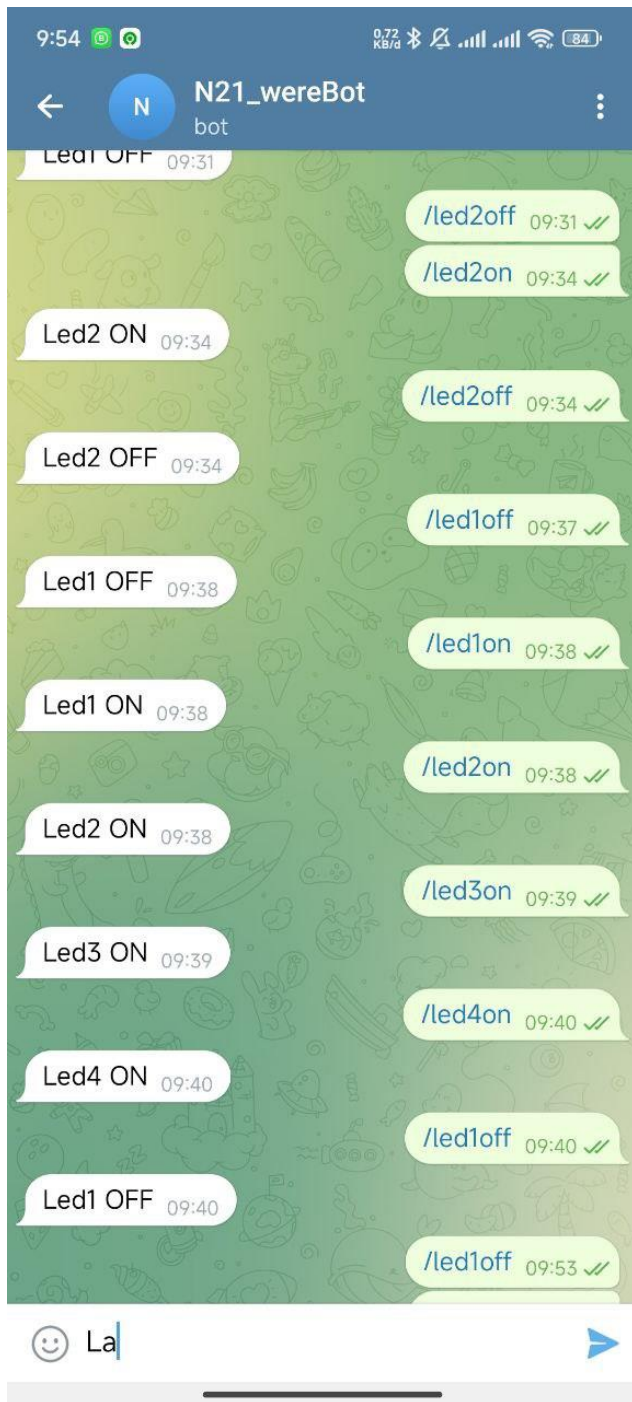 9:54
0,72 KB/d
84
N
N21_wereBot
bot
Led1 OFF 09:31
/led2off 09:31
/led2on 09:34
Led2 ON 09:34
/led2off 09:34
Led2 OFF 09:34
/led1off 09:37
Led1 OFF 09:38
/led1on 09:38
Led1 ON 09:38
/led2on 09:38
Led2 ON 09:38
/led3on 09:39
Led3 ON 09:39
/led4on 09:40
Led4 ON 09:40
/led1off 09:40
Led1 OFF 09:40
/led1off 09:53
La